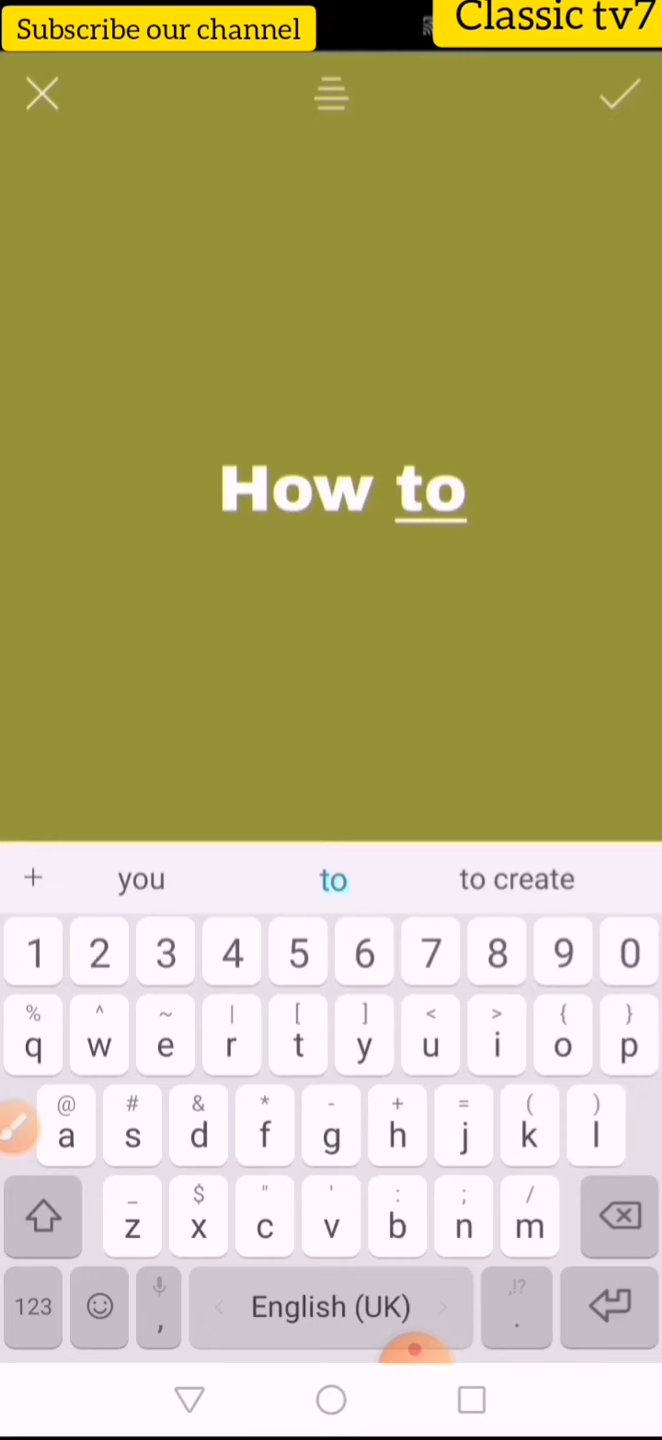 Subscribe our channel
Classic tv7
How to
+ you to to create
1 2 3 4 5 6 7 8 9 0
% ^ ~ | [ ] < > { }
q w e r t y u i o p
@ # & * - + = ( )
a s d f g h j k l
_ $ " ' : ; /
z x c v b n m
,!?
123 , English (UK) .